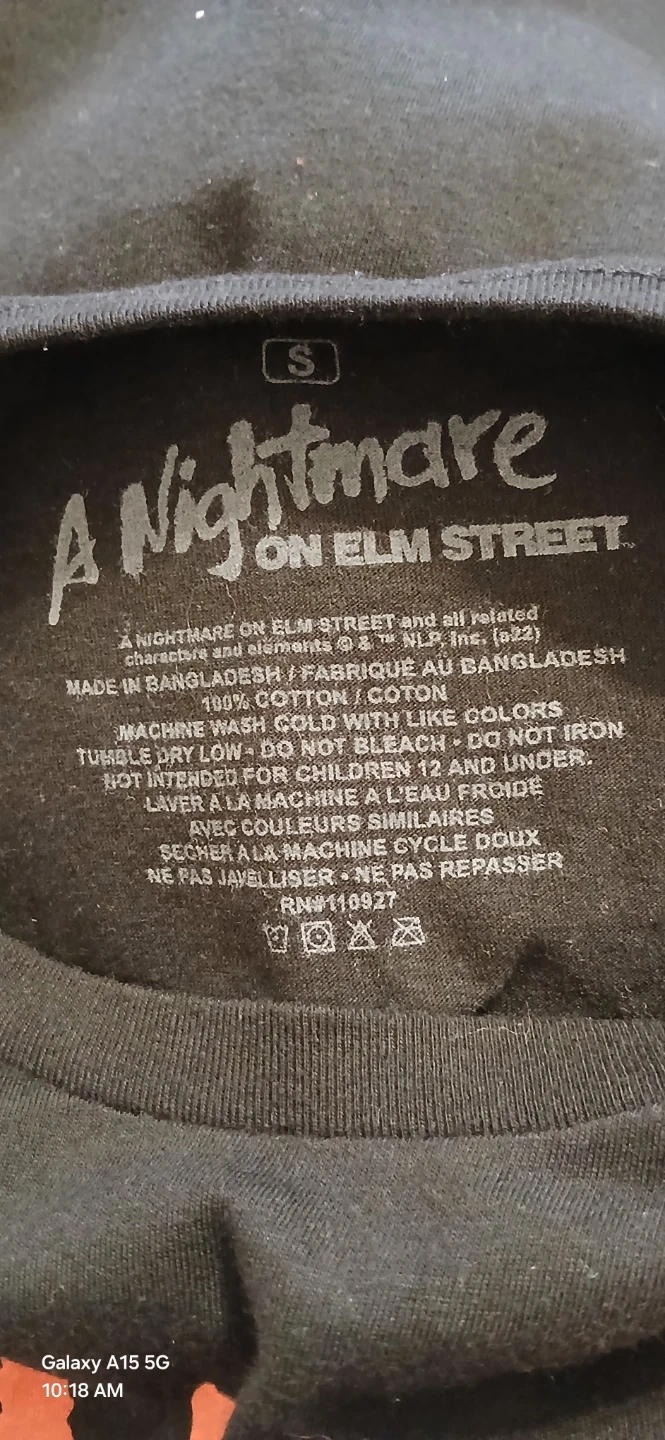 S
A Nightmare
ON ELM STREET™
A NIGHTMARE ON ELM STREET and all related
characters and elements © & ™ NLP, Inc. (s22)
MADE IN BANGLADESH / FABRIQUÉ AU BANGLADESH
100% COTTON / COTON
MACHINE WASH COLD WITH LIKE COLORS
TUMBLE DRY LOW • DO NOT BLEACH • DO NOT IRON
NOT INTENDED FOR CHILDREN 12 AND UNDER.
LAVER A LA MACHINE A L'EAU FROIDE
AVEC COULEURS SIMILAIRES
SECHER A LA MACHINE CYCLE DOUX
NE PAS JAVELLISER • NE PAS REPASSER
RN#110927
Galaxy A15 5G
10:18 AM